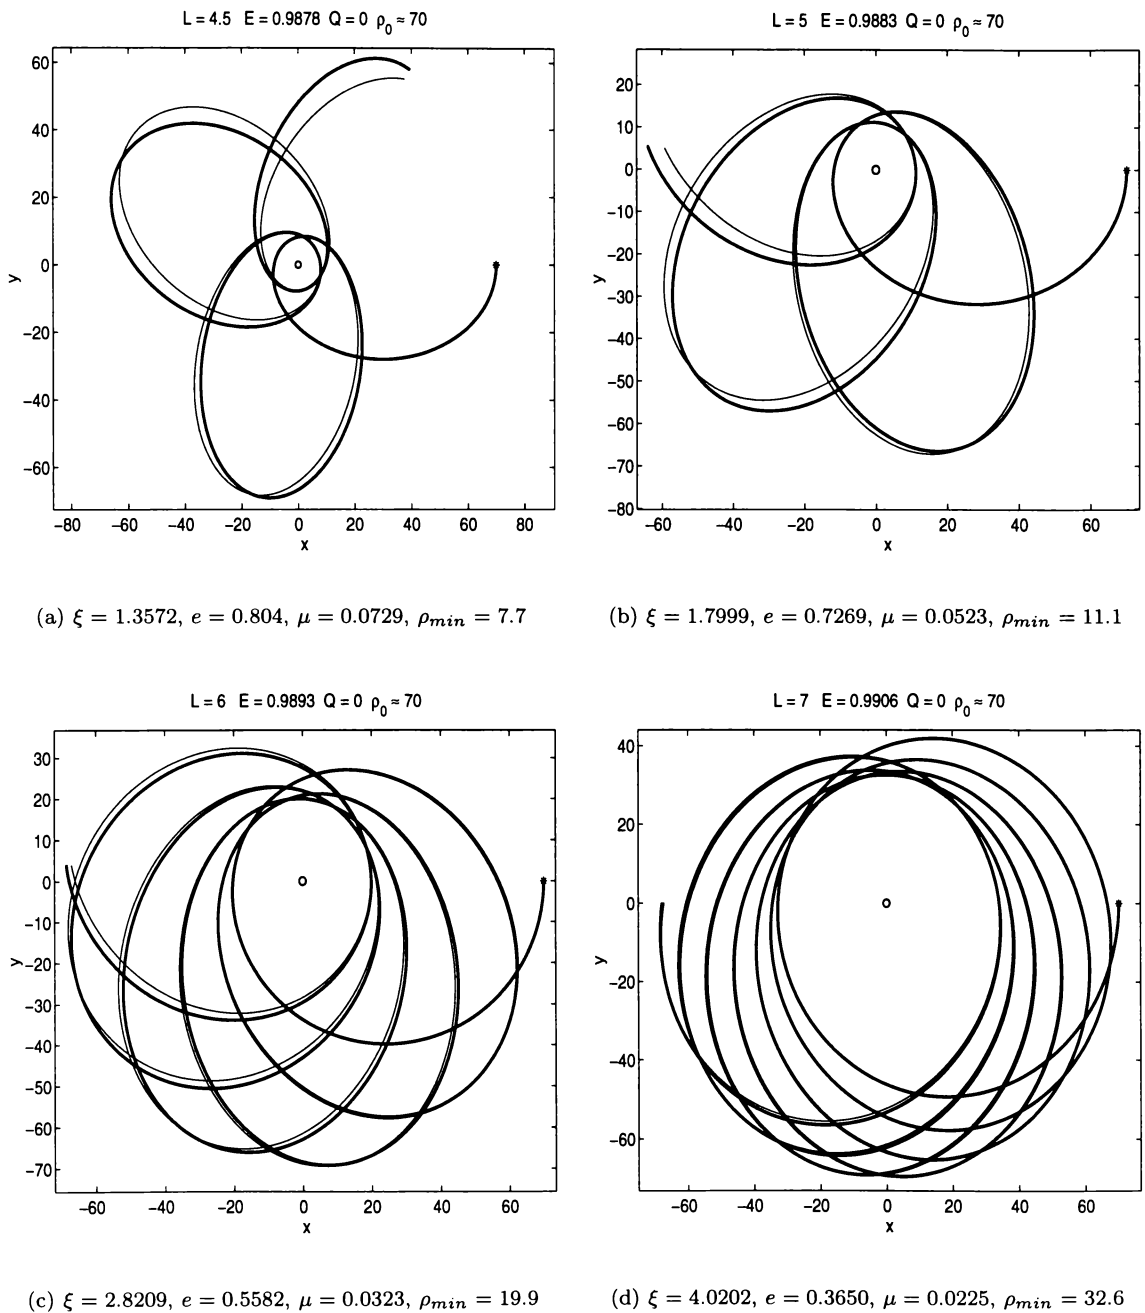 L = 4.5 E = 0.9878 Q = 0 ρ₀ ≈ 70
60
40
20
0
−20
−40
−60
y
−80 −60 −40 −20 0 20 40 60 80
x
(a) ξ = 1.3572, e = 0.804, μ = 0.0729, ρmin = 7.7
L = 5 E = 0.9883 Q = 0 ρ₀ ≈ 70
20
10
0
−10
−20
−30
−40
−50
−60
−70
−80
y
−60 −40 −20 0 20 40 60
x
(b) ξ = 1.7999, e = 0.7269, μ = 0.0523, ρmin = 11.1
L = 6 E = 0.9893 Q = 0 ρ₀ ≈ 70
30
20
10
0
−10
−20
−30
−40
−50
−60
−70
y
−60 −40 −20 0 20 40 60
x
(c) ξ = 2.8209, e = 0.5582, μ = 0.0323, ρmin = 19.9
L = 7 E = 0.9906 Q = 0 ρ₀ ≈ 70
40
20
0
−20
−40
−60
y
−60 −40 −20 0 20 40 60
x
(d) ξ = 4.0202, e = 0.3650, μ = 0.0225, ρmin = 32.6